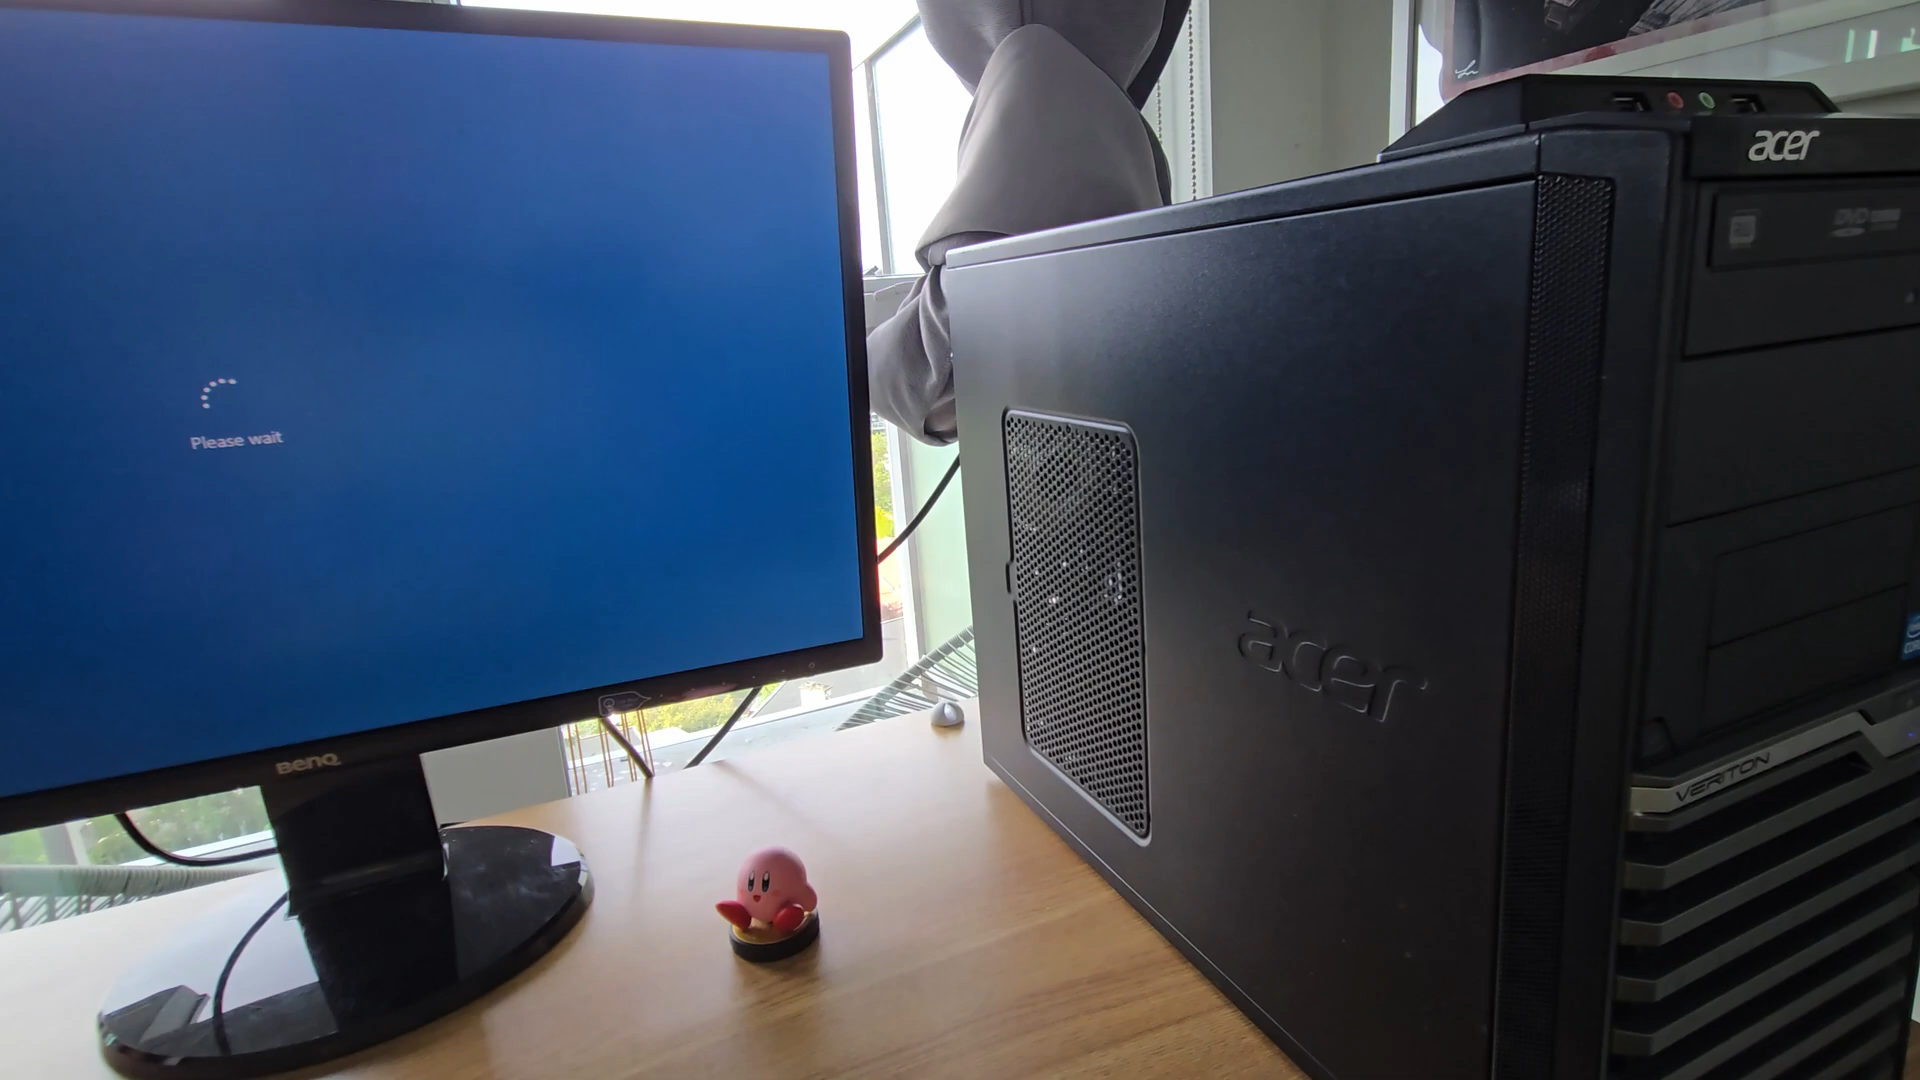 Please wait
BenQ
acer
DVD
acer
VERITON